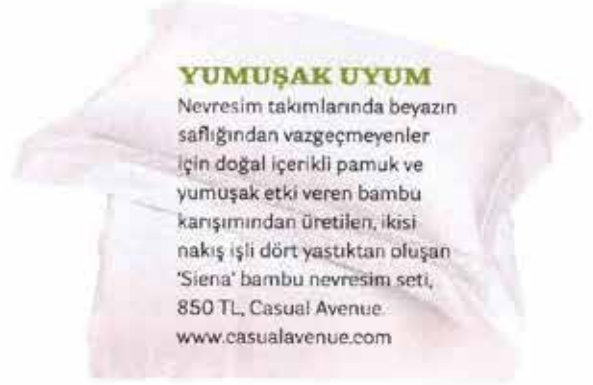 YUMUŞAK UYUM
Nevresim takımlarında beyazın
saflığından vazgeçmeyenler
için doğal içerikli pamuk ve
yumuşak etki veren bambu
karışımından üretilen, ikisi
nakış işli dört yastıktan oluşan
'Siena' bambu nevresim seti,
850 TL, Casual Avenue.
www.casualavenue.com